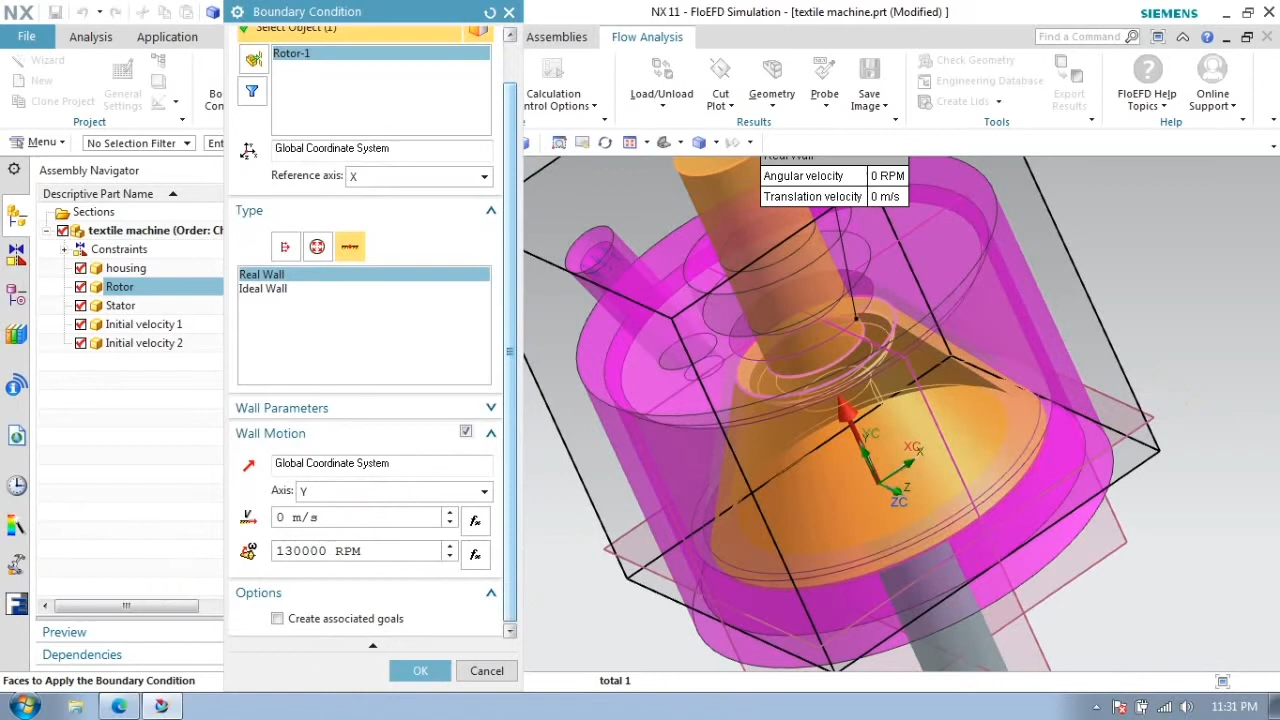 Boundary Condition
NX
NX 11 - FloEFD Simulation - [textile machine.prt (Modified) ]
SIEMENS
File
Analysis
Application
Assemblies
Flow Analysis
Find a Command
Select Object (1)
Wizard
New
Clone Project
General
Settings
Project
Rotor-1
Global Coordinate System
Reference axis:
X
Calculation
ntrol Options
Load/Unload
Cut
Plot
Geometry
Probe
Save
Image
Results
Check Geometry
Engineering Database
Create Lids
Tools
Export
Results
FloEFD Help
Topics
Online
Support
Help
Menu
No Selection Filter
Assembly Navigator
Descriptive Part Name
Sections
textile machine (Order: Ch
Constraints
housing
Rotor
Stator
Initial velocity 1
Initial velocity 2
Preview
Dependencies
Faces to Apply the Boundary Condition
Type
Real Wall
Ideal Wall
Wall Parameters
Wall Motion
Global Coordinate System
Axis:
Y
0 m/s
130000 RPM
Options
Create associated goals
OK
Cancel
Real Wall
Angular velocity
0 RPM
Translation velocity
0 m/s
YC
XC
X
Z
ZC
total 1
11:31 PM